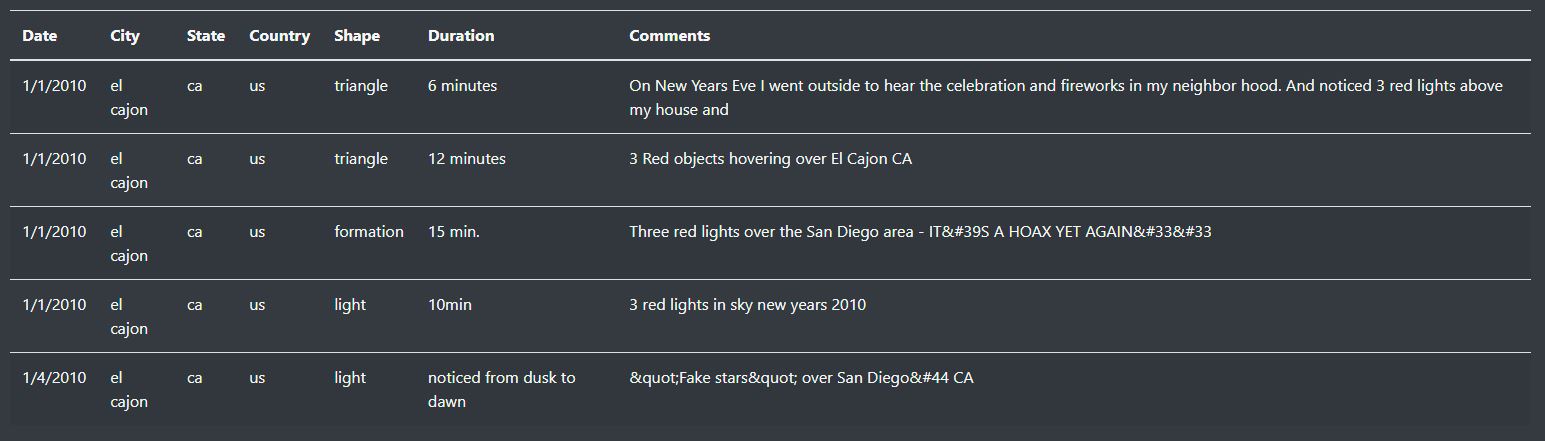 Date City State Country Shape Duration Comments
1/1/2010 el ca us triangle 6 minutes On New Years Eve I went outside to hear the celebration and fireworks in my neighbor hood. And noticed 3 red lights above
cajon my house and
1/1/2010 el ca us triangle 12 minutes 3 Red objects hovering over El Cajon CA
cajon
1/1/2010 el ca us formation 15 min. Three red lights over the San Diego area - IT&#39S A HOAX YET AGAIN&#33&#33
cajon
1/1/2010 el ca us light 10min 3 red lights in sky new years 2010
cajon
1/4/2010 el ca us light noticed from dusk to &quot;Fake stars&quot; over San Diego&#44 CA
cajon dawn